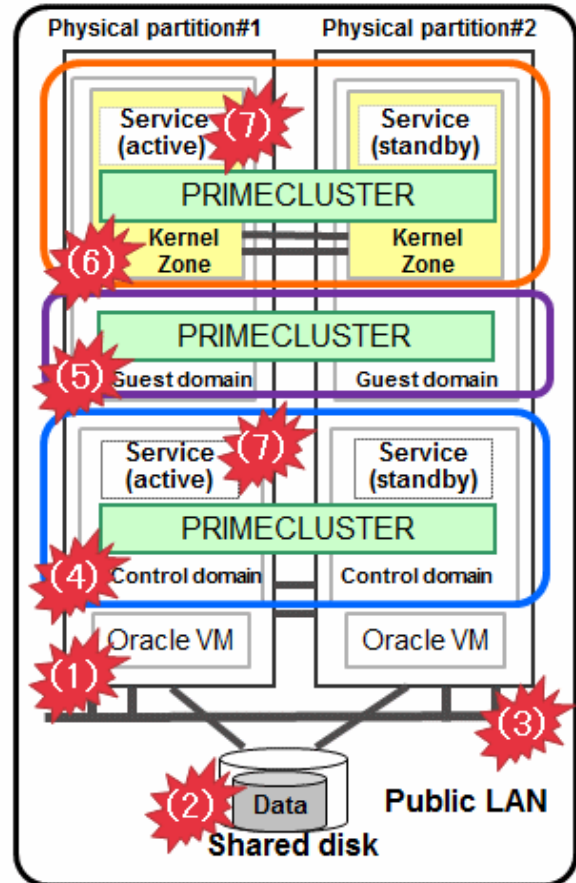 Physical partition#1 Physical partition#2
Service
(active)
(7)
Service
(standby)
PRIMECLUSTER
Kernel
Zone
Kernel
Zone
(6)
PRIMECLUSTER
(5)
Guest domain
Guest domain
Service
(active)
(7)
Service
(standby)
PRIMECLUSTER
(4)
Control domain
Control domain
Oracle VM
Oracle VM
(1)
(3)
(2)
Data
Public LAN
Shared disk